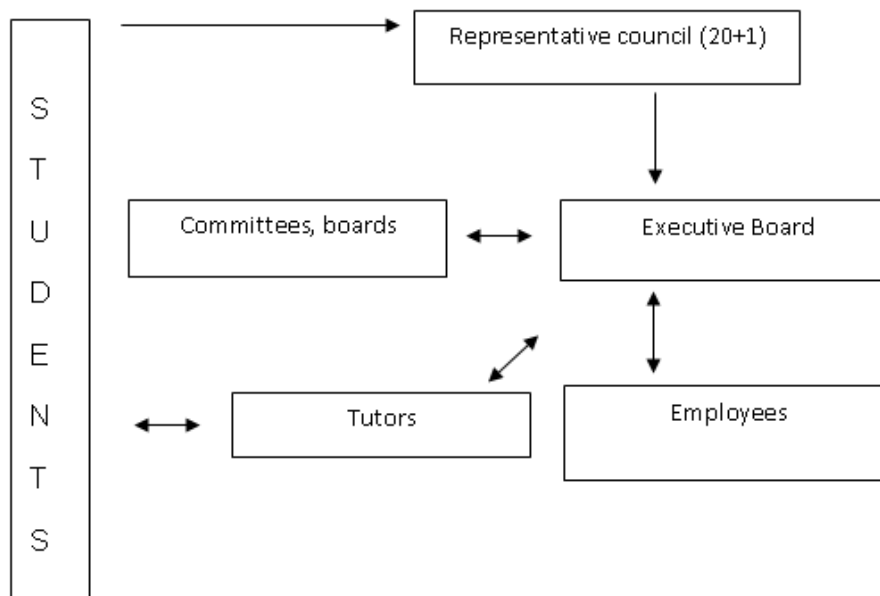 Representative council (20+1)
S
T
U
D
E
N
T
S
Committees, boards
Executive Board
Tutors
Employees